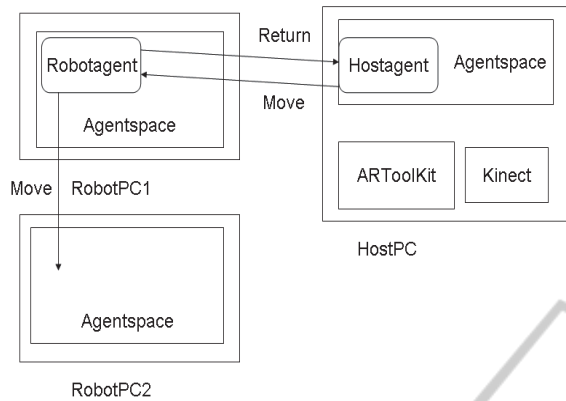 Robotagent
Agentspace
Return
Move
Hostagent
Agentspace
ARToolKit
Kinect
Move
RobotPC1
HostPC
Agentspace
RobotPC2